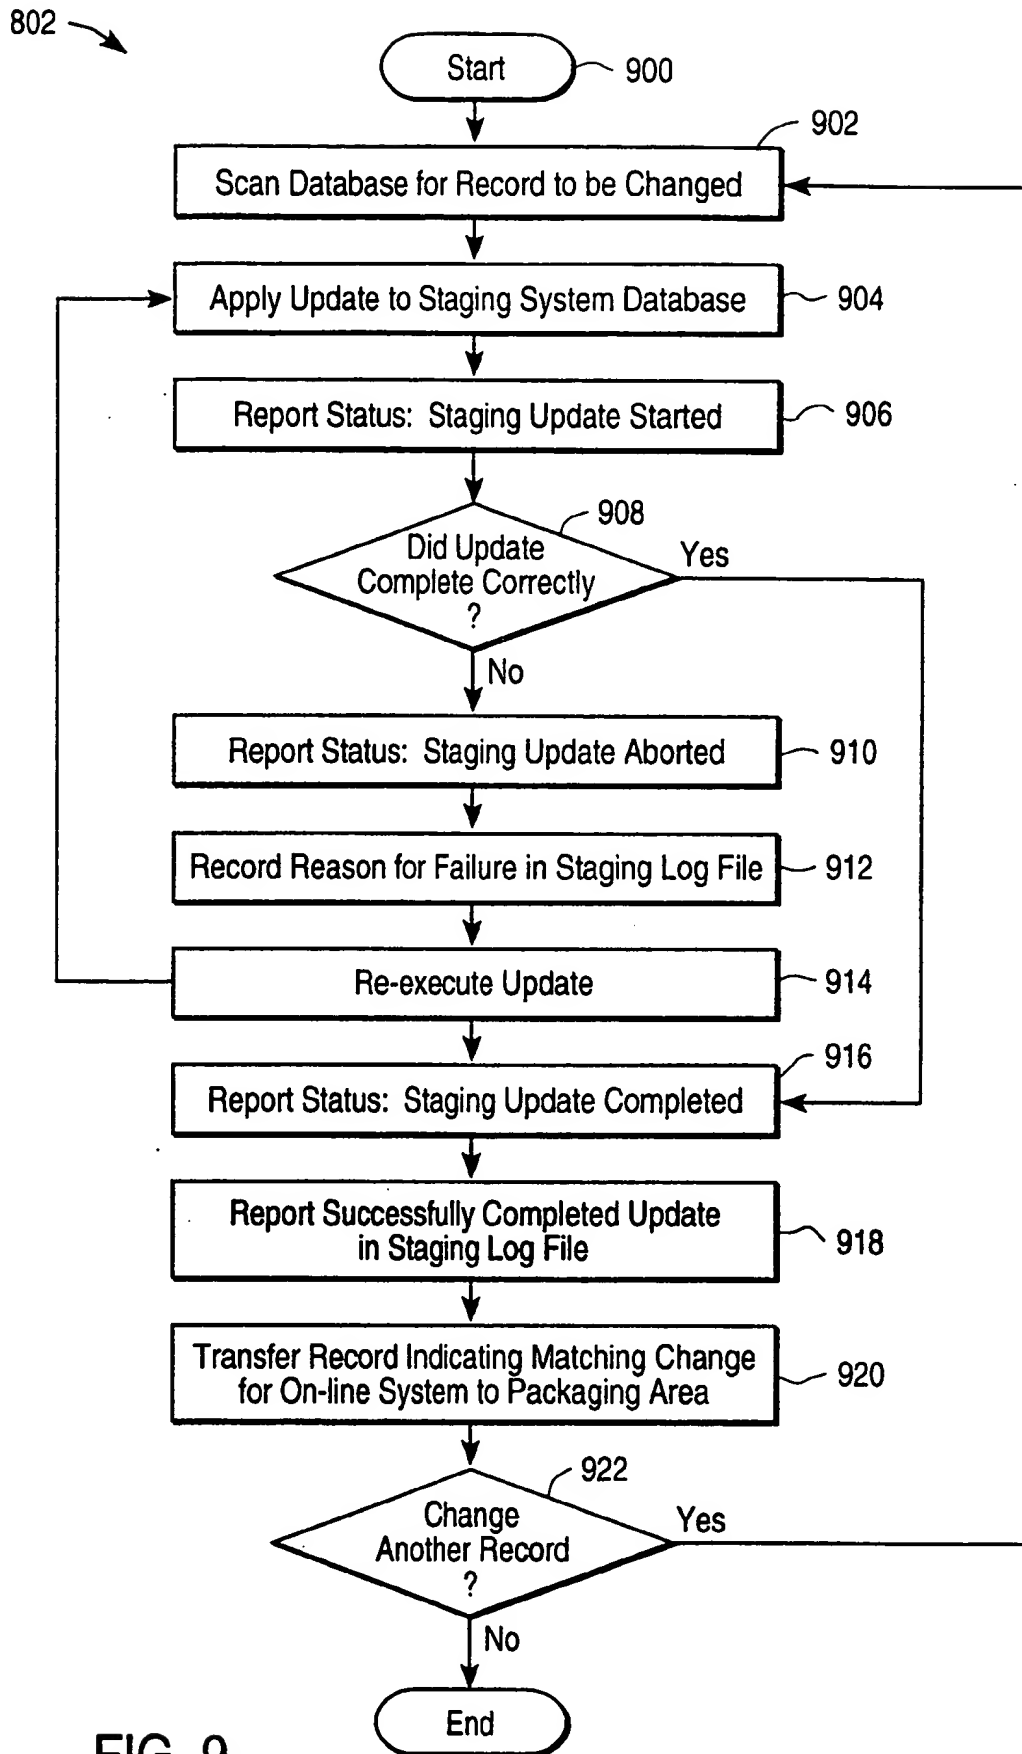 802
Start
900
902
Scan Database for Record to be Changed
Apply Update to Staging System Database
904
Report Status: Staging Update Started
906
908
Did Update
Complete Correctly
?
Yes
No
Report Status: Staging Update Aborted
910
Record Reason for Failure in Staging Log File
912
Re-execute Update
914
916
Report Status: Staging Update Completed
Report Successfully Completed Update
in Staging Log File
918
Transfer Record Indicating Matching Change
for On-line System to Packaging Area
920
922
Change
Another Record
?
Yes
No
End
FIG. 9